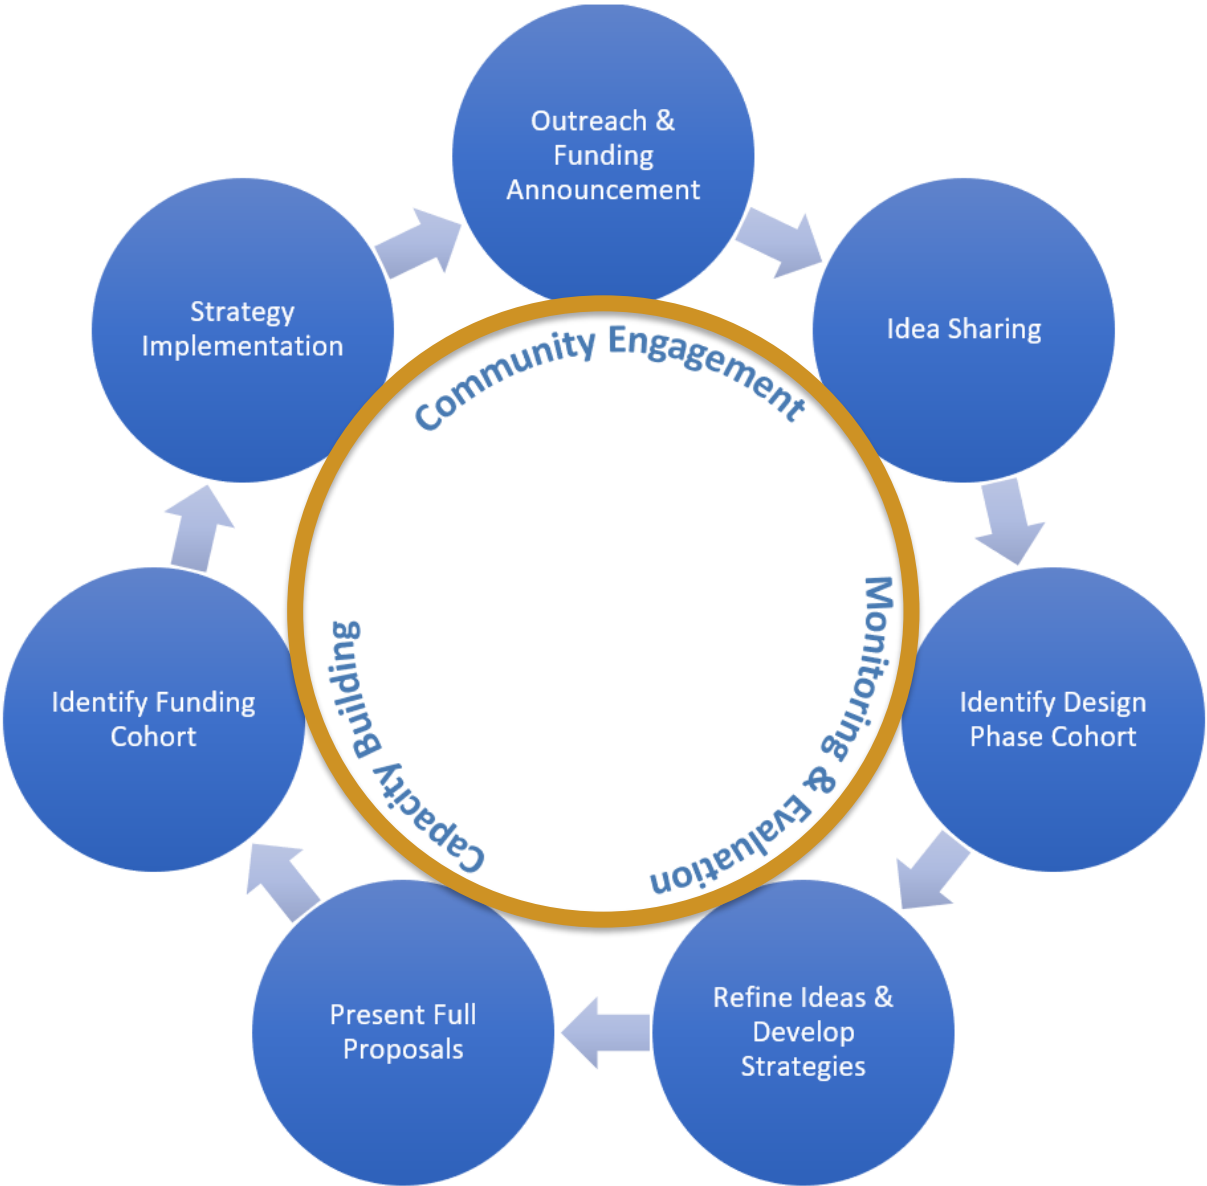 Outreach &
Funding
Announcement
Idea Sharing
Identify Design
Phase Cohort
Refine Ideas &
Develop
Strategies
Present Full
Proposals
Identify Funding
Cohort
Strategy
Implementation
Community Engagement
Monitoring & Evaluation
Capacity Building